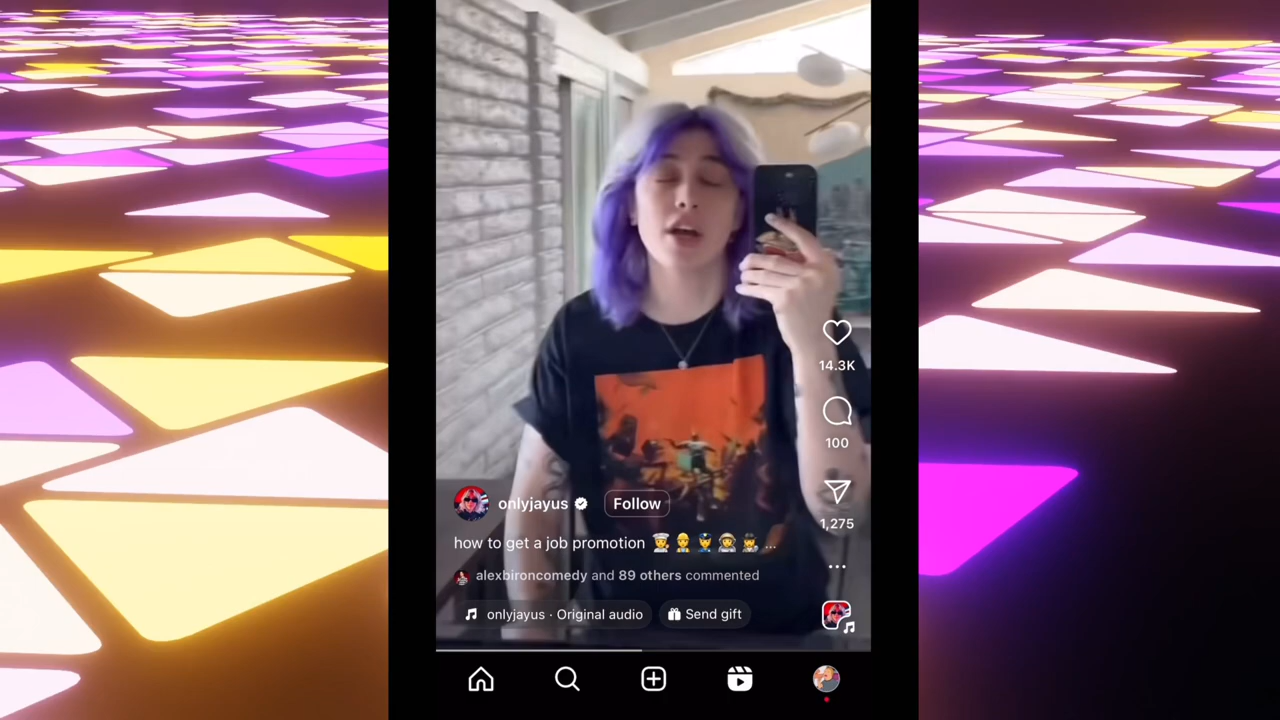 14.3K
100
1,275
onlyjayus
Follow
how to get a job promotion 🧑‍🍳 👷 👮 🧑‍🚀 🕵️ ...
alexbironcomedy and 89 others commented
onlyjayus · Original audio
Send gift